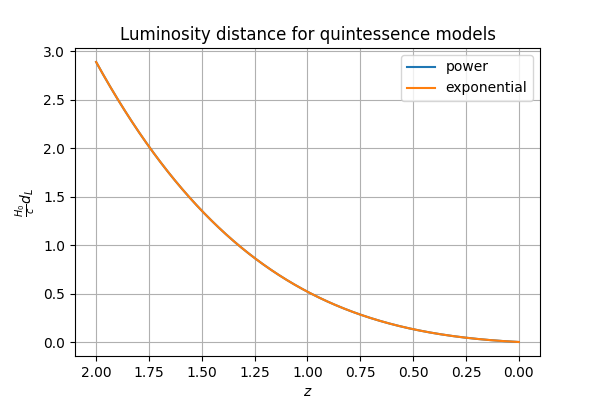 Luminosity distance for quintessence models
power
exponential
3.0
2.5
2.0
1.5
1.0
0.5
0.0
H₀/c d_L
2.00 1.75 1.50 1.25 1.00 0.75 0.50 0.25 0.00
z